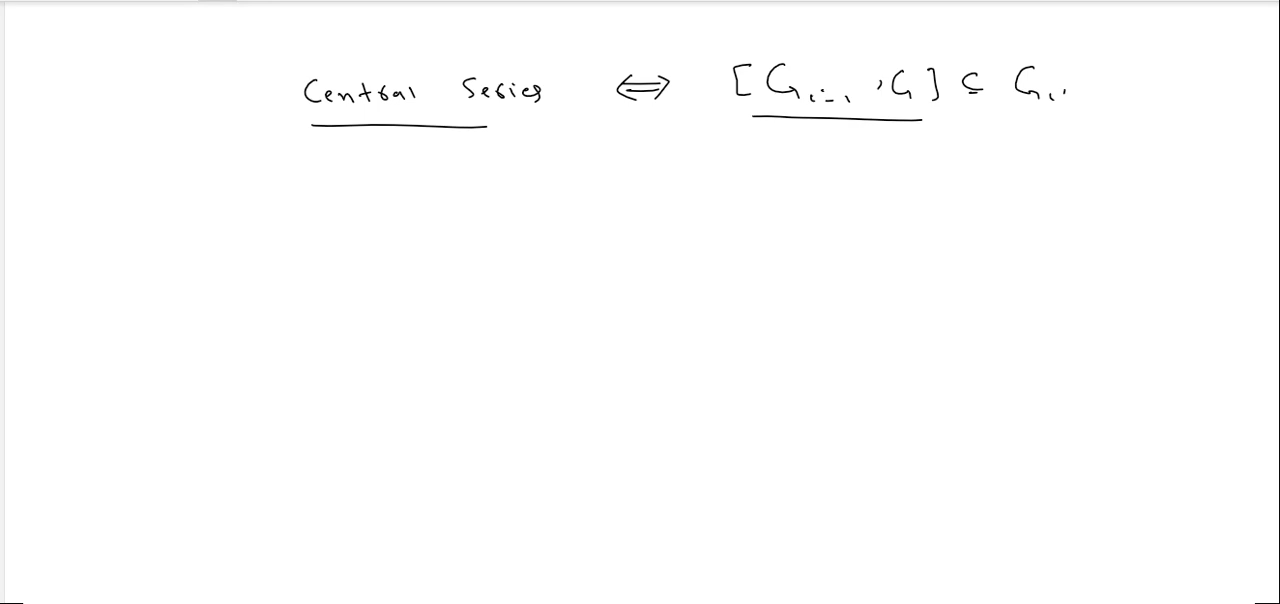 Central Series ⇔ [G_{i-1}, G] ⊆ G_i.